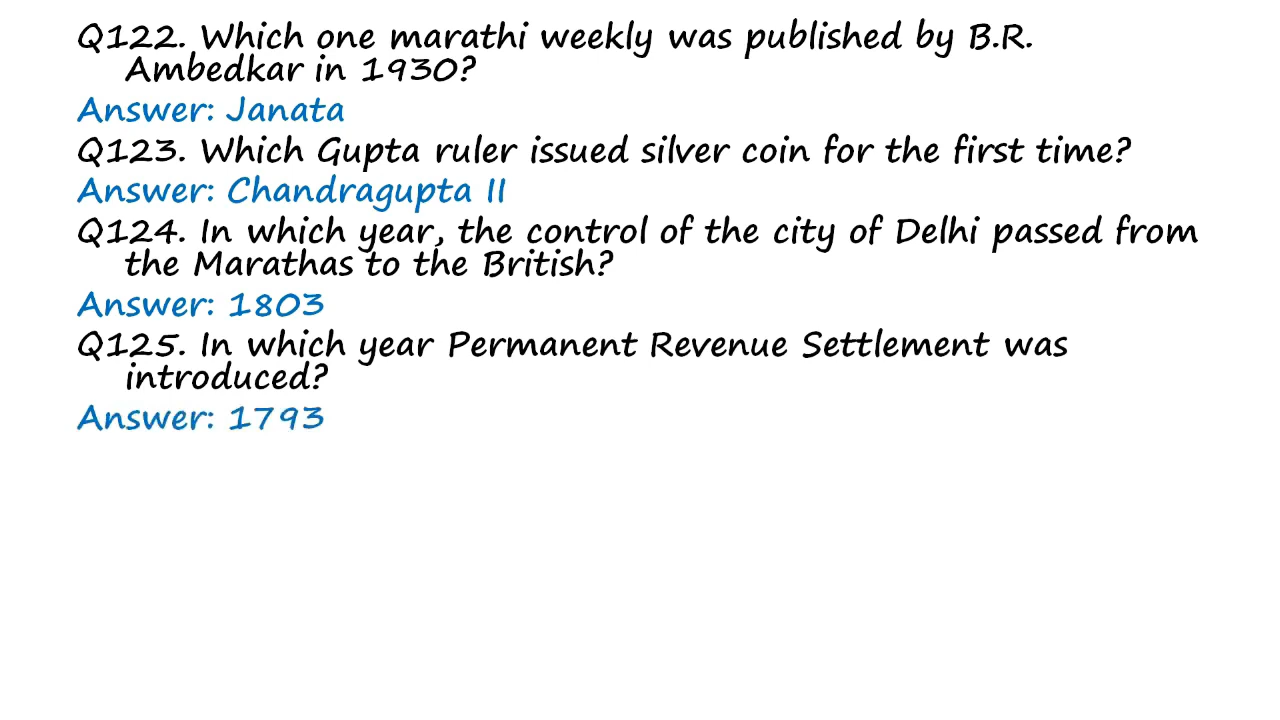 Q122. Which one marathi weekly was published by B.R.
Ambedkar in 1930?
Answer: Janata
Q123. Which Gupta ruler issued silver coin for the first time?
Answer: Chandragupta II
Q124. In which year, the control of the city of Delhi passed from
the Marathas to the British?
Answer: 1803
Q125. In which year Permanent Revenue Settlement was
introduced?
Answer: 1793